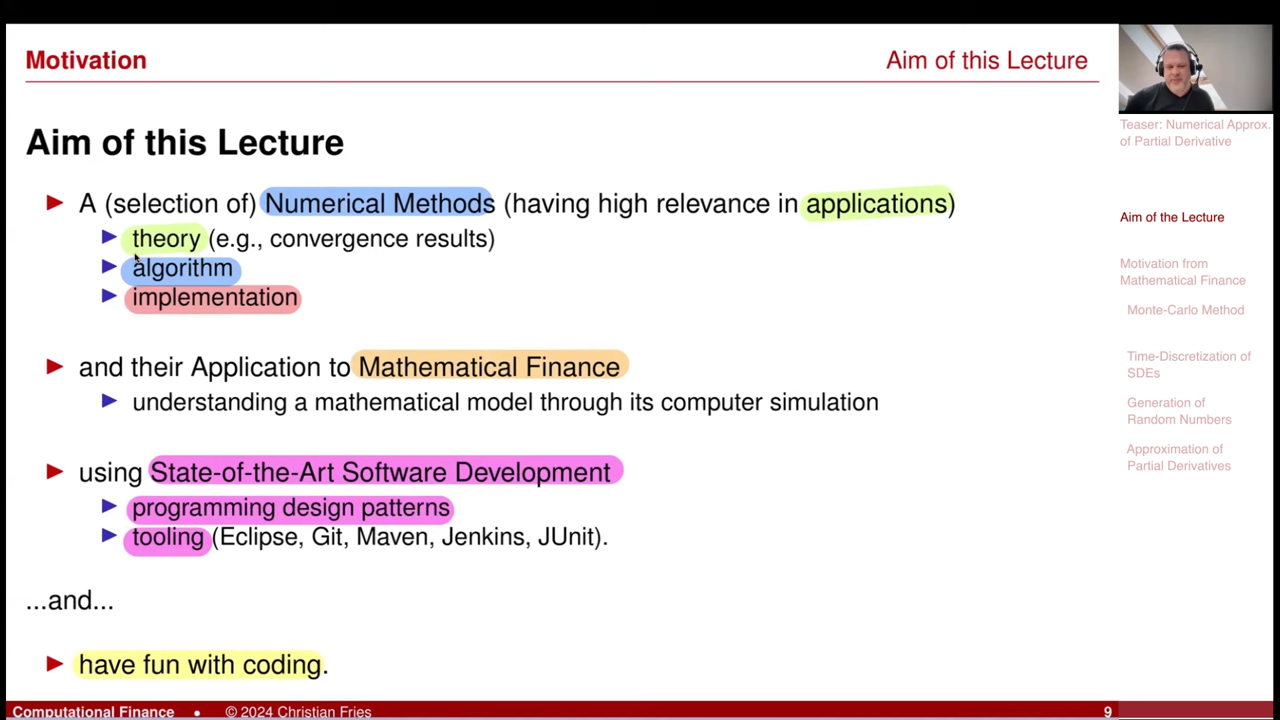 Motivation
Aim of this Lecture
Aim of this Lecture
A (selection of) Numerical Methods (having high relevance in applications)
theory (e.g., convergence results)
algorithm
implementation
and their Application to Mathematical Finance
understanding a mathematical model through its computer simulation
using State-of-the-Art Software Development
programming design patterns
tooling (Eclipse, Git, Maven, Jenkins, JUnit).
...and...
have fun with coding.
Teaser: Numerical Approx.
of Partial Derivative
Aim of the Lecture
Motivation from
Mathematical Finance
Monte-Carlo Method
Time-Discretization of
SDEs
Generation of
Random Numbers
Approximation of
Partial Derivatives
Computational Finance • © 2024 Christian Fries
9